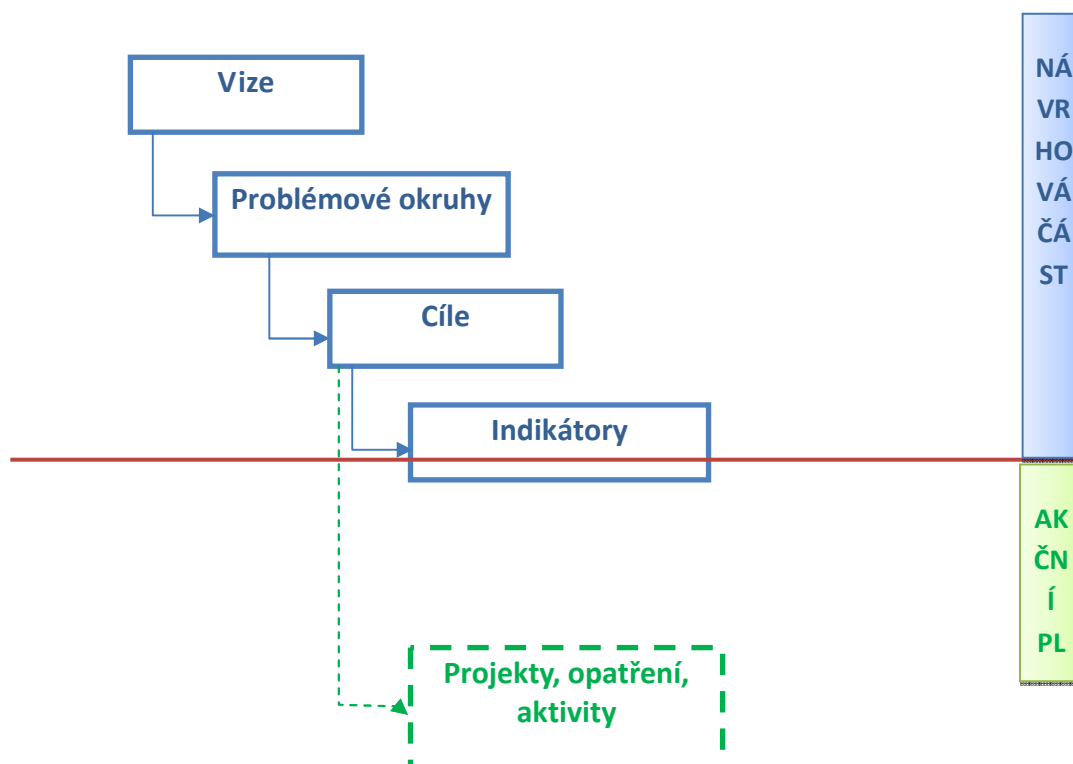 Vize
Problémové okruhy
Cíle
Indikátory
Projekty, opatření,
aktivity
NÁ
VR
HO
VÁ
ČÁ
ST
AK
ČN
Í
PL